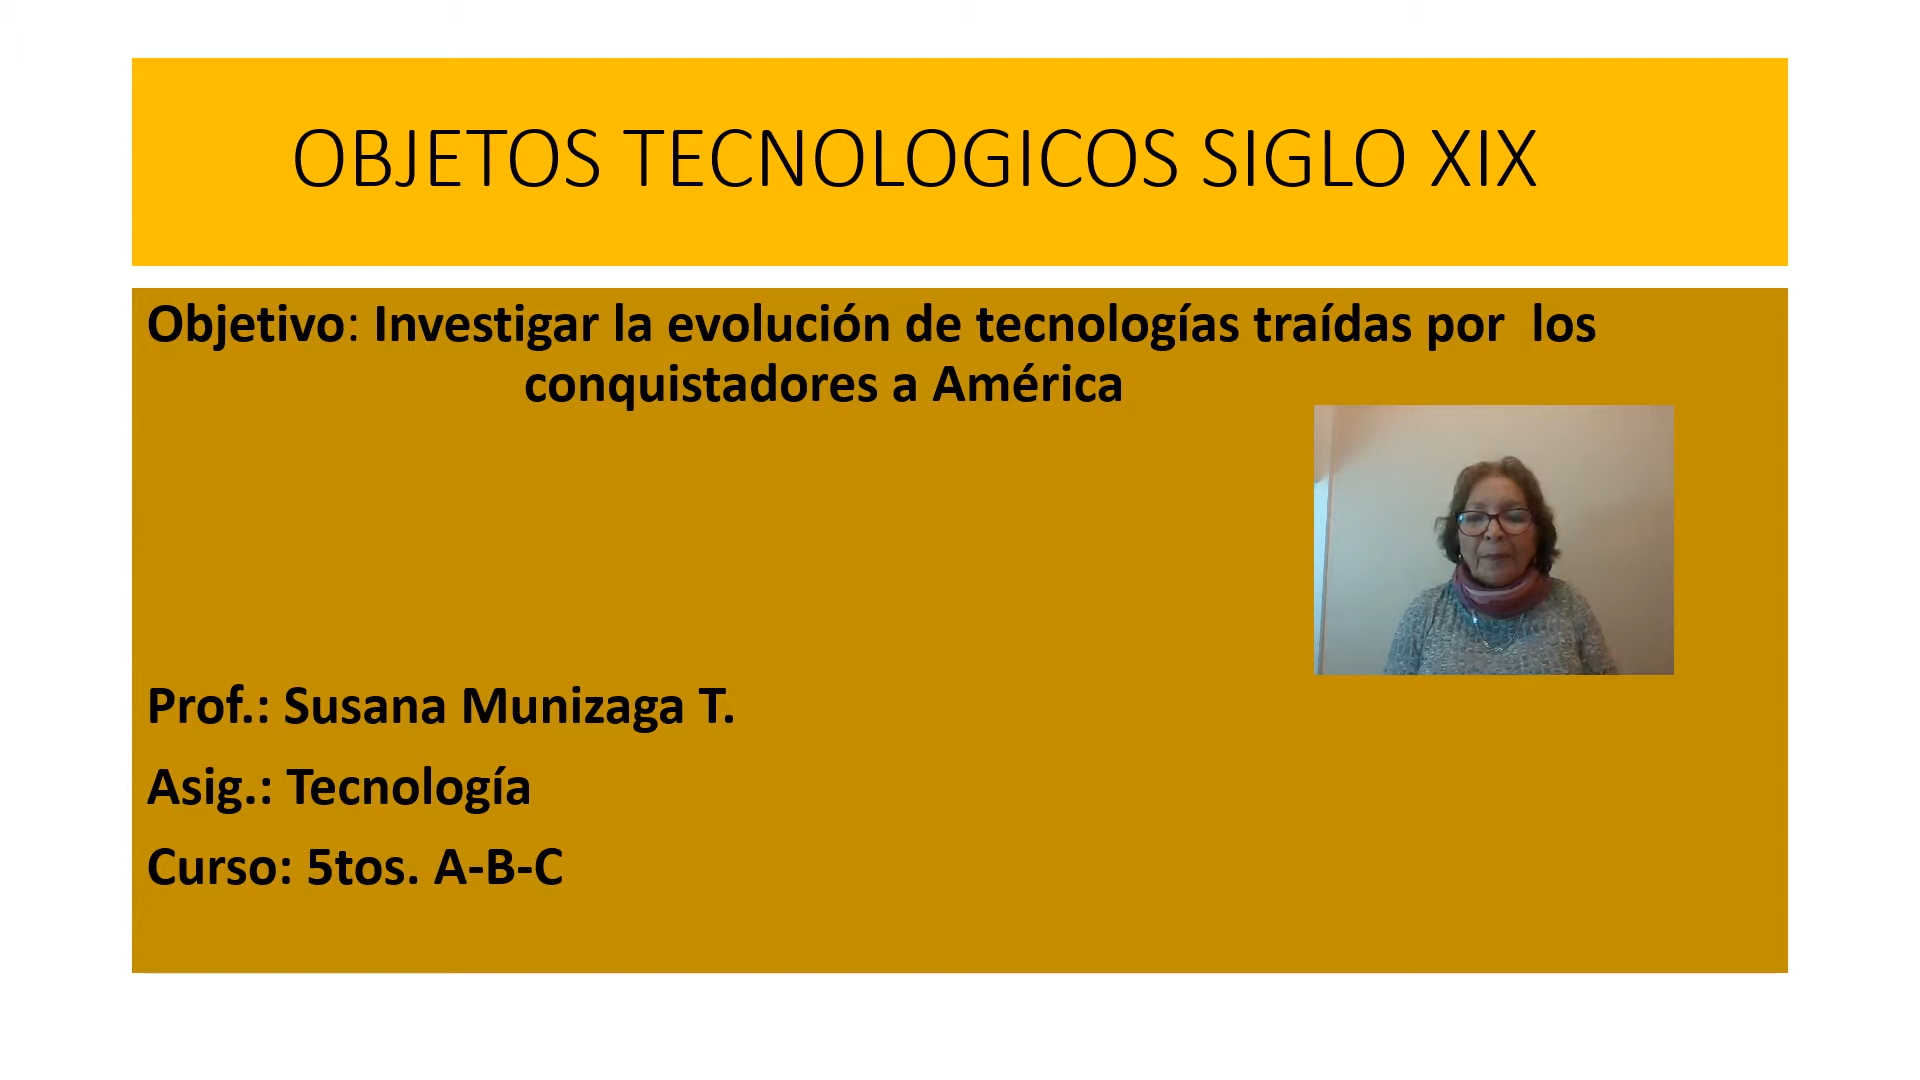 OBJETOS TECNOLOGICOS SIGLO XIX
Objetivo: Investigar la evolución de tecnologías traídas por  los
conquistadores a América
Prof.: Susana Munizaga T.
Asig.: Tecnología
Curso: 5tos. A-B-C